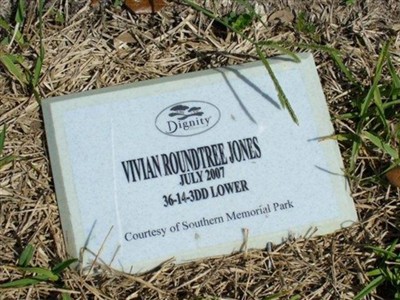 Dignity
VIVIAN ROUNDTREE JONES
JULY 2007
36-14-3DD LOWER
Courtesy of Southern Memorial Park